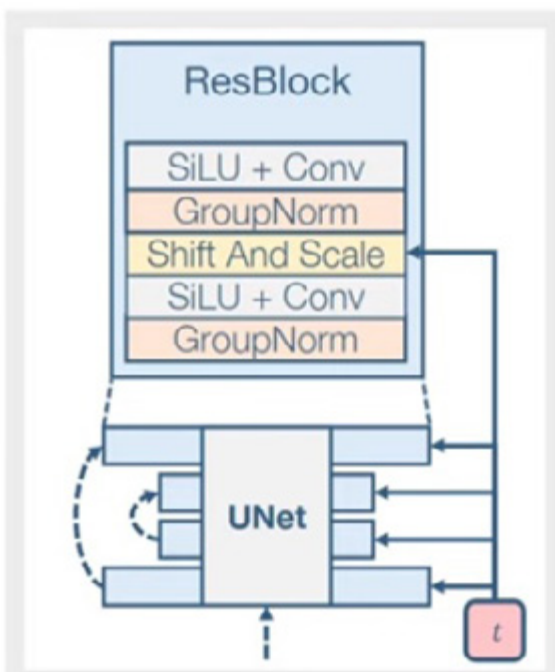 ResBlock
SiLU + Conv
GroupNorm
Shift And Scale
SiLU + Conv
GroupNorm
UNet
t